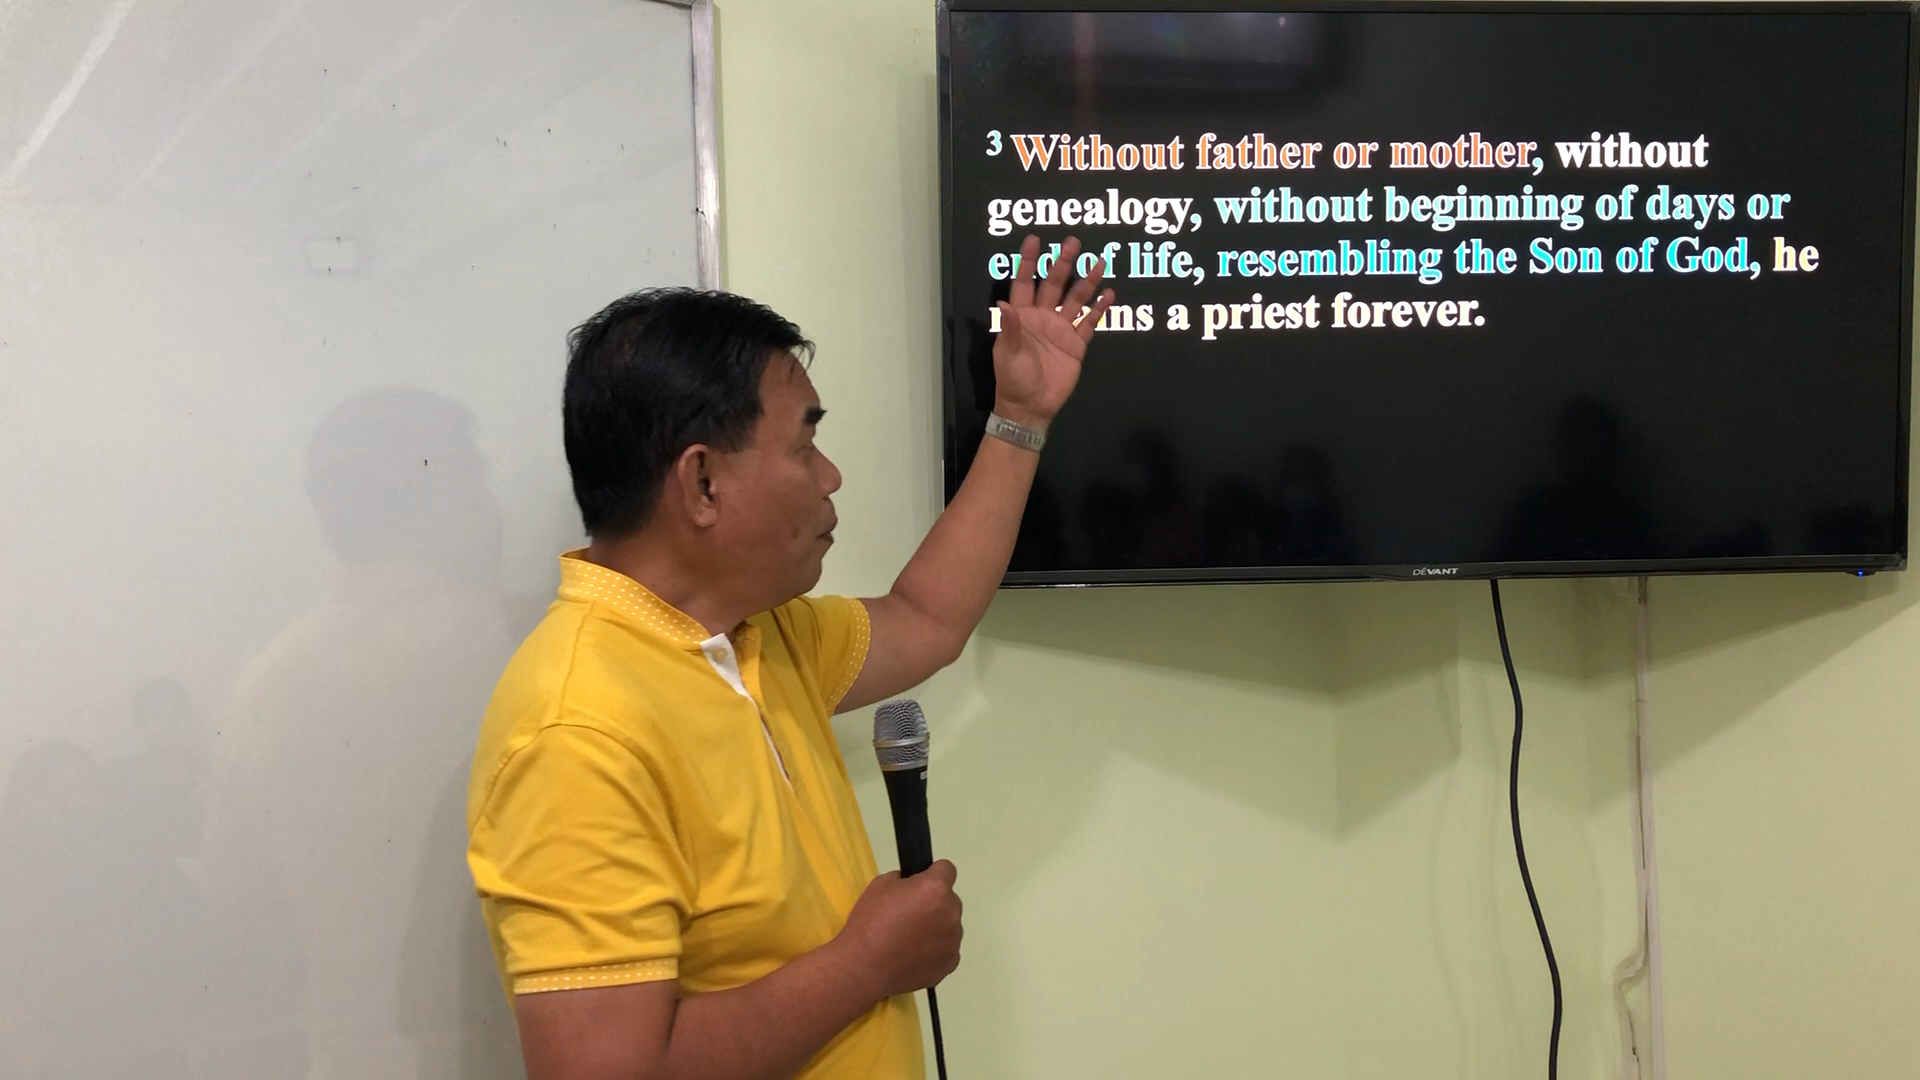 3 Without father or mother, without
genealogy, without beginning of days or
end of life, resembling the Son of God, he
a priest forever.
DEVANT